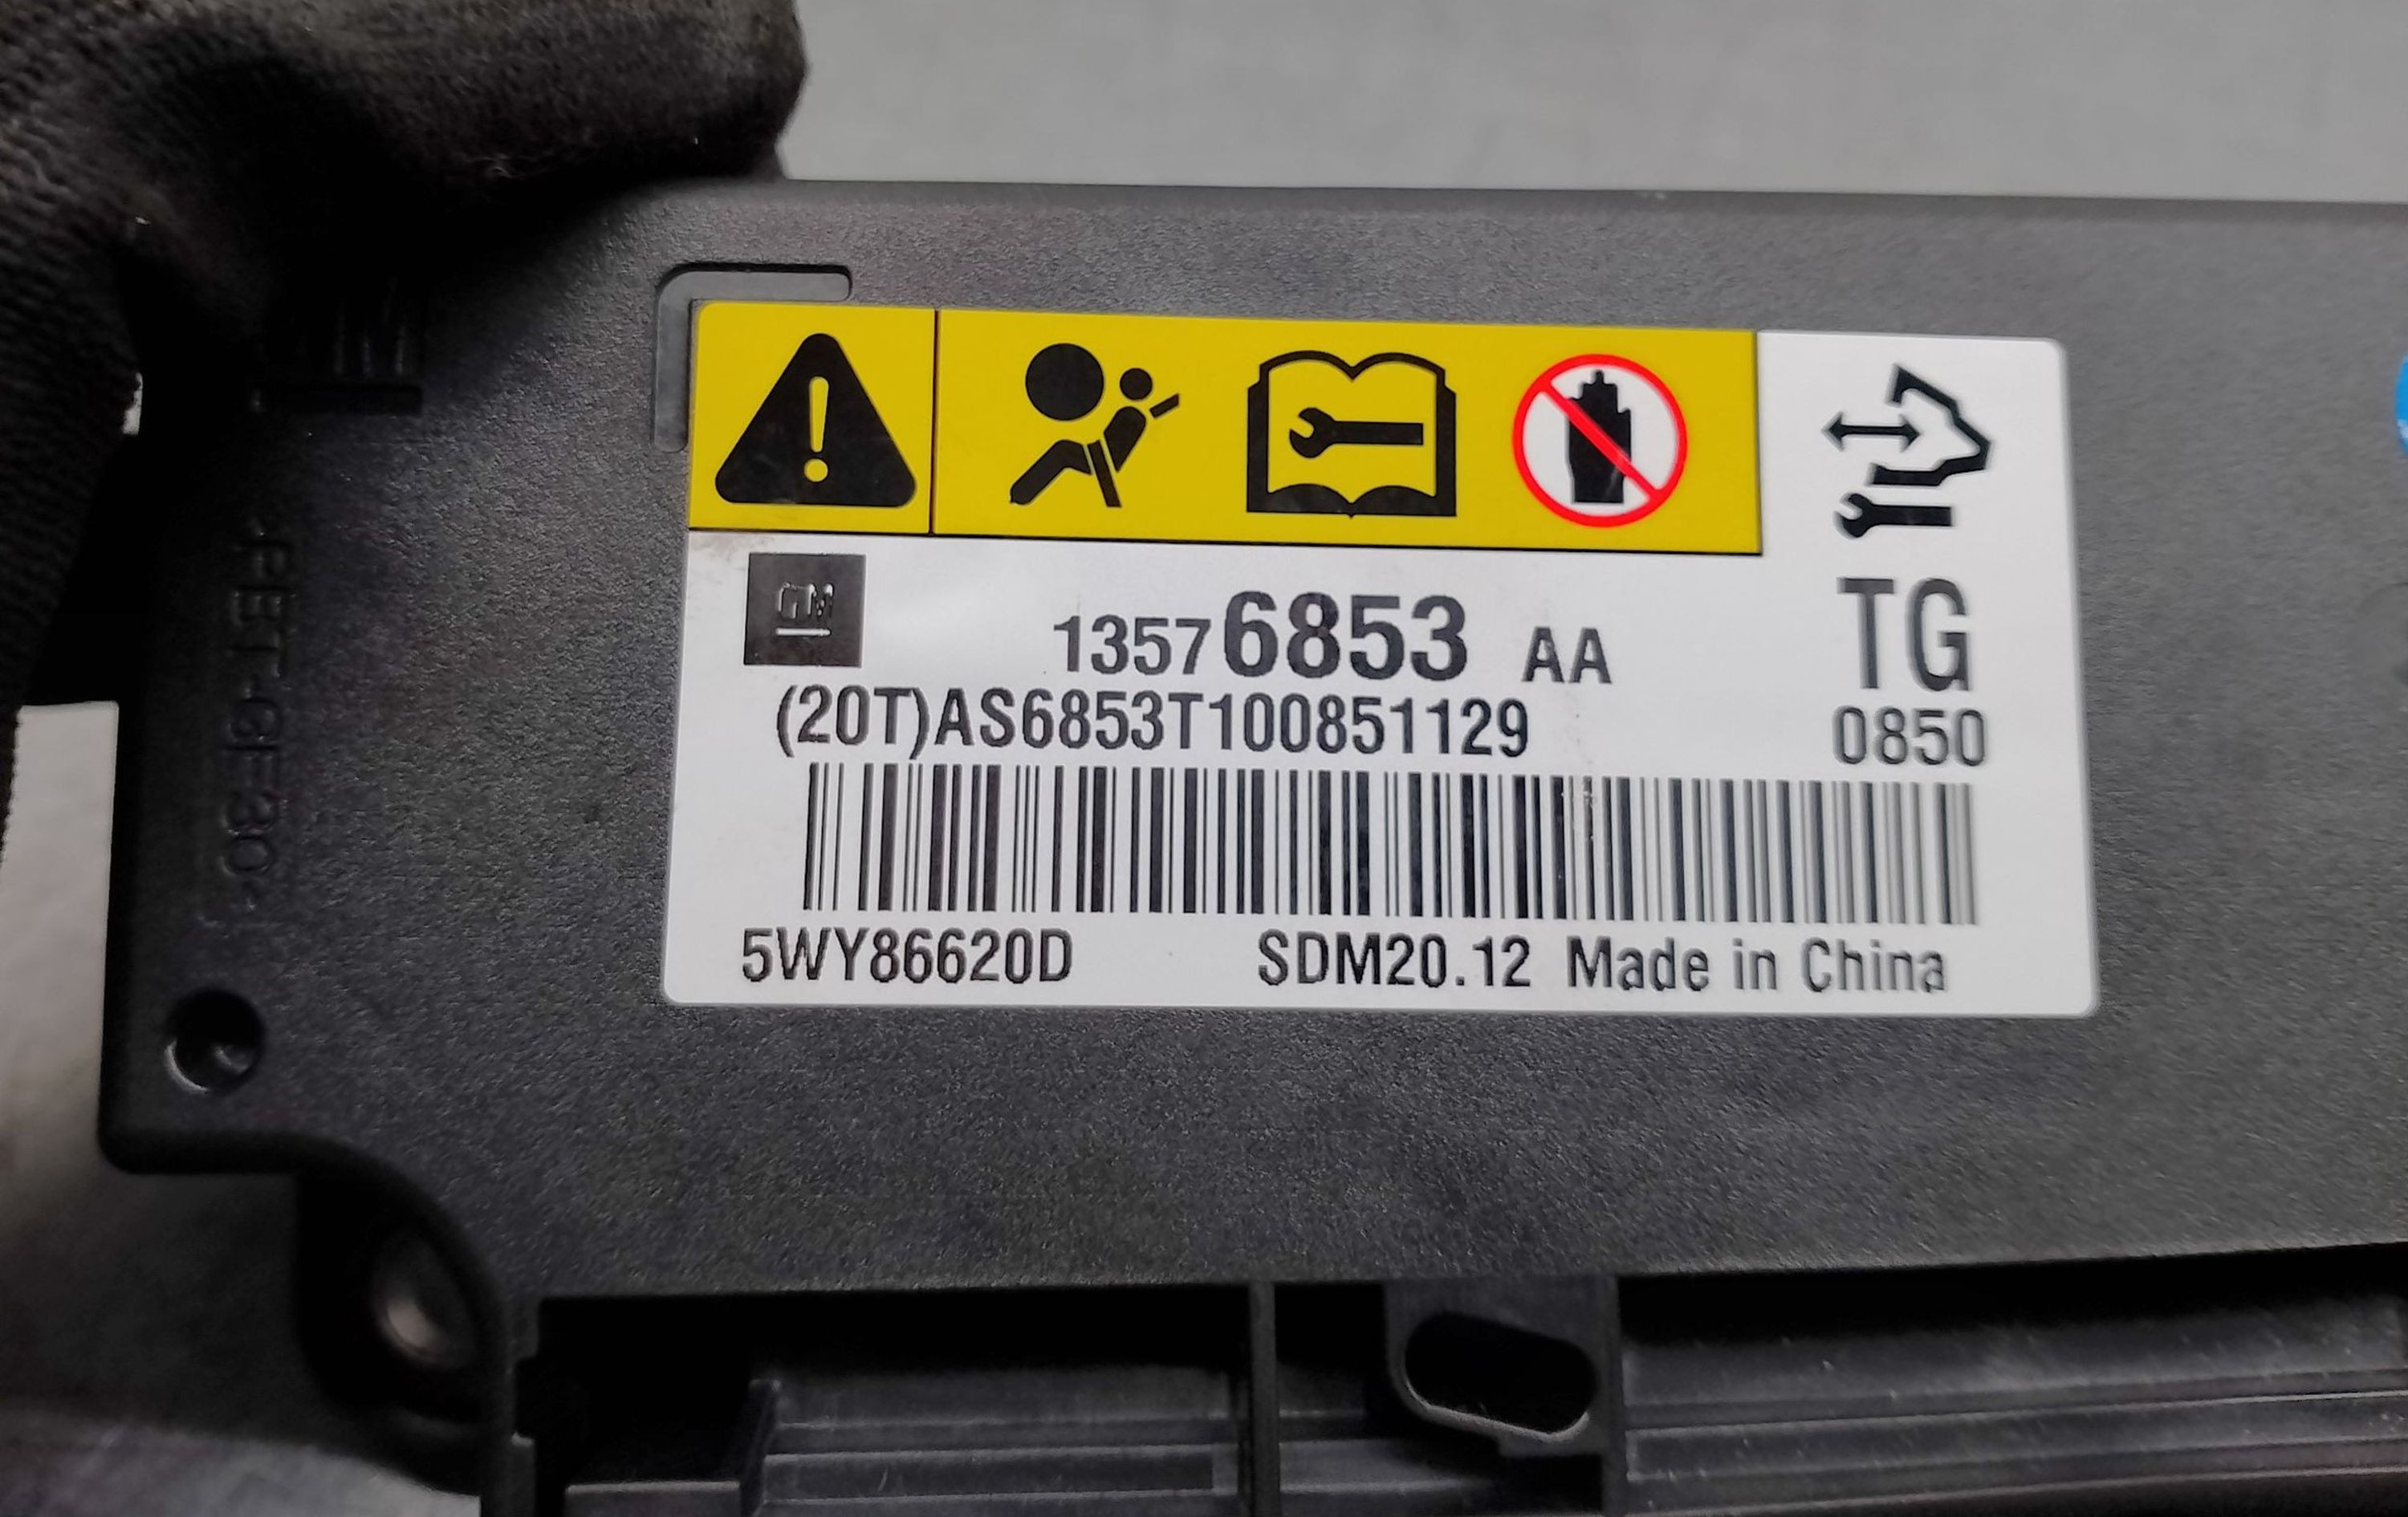 GM
13576853 AA
TG
(20T)AS6853T100851129
0850
5WY86620D SDM20.12 Made in China
PBT-GF30